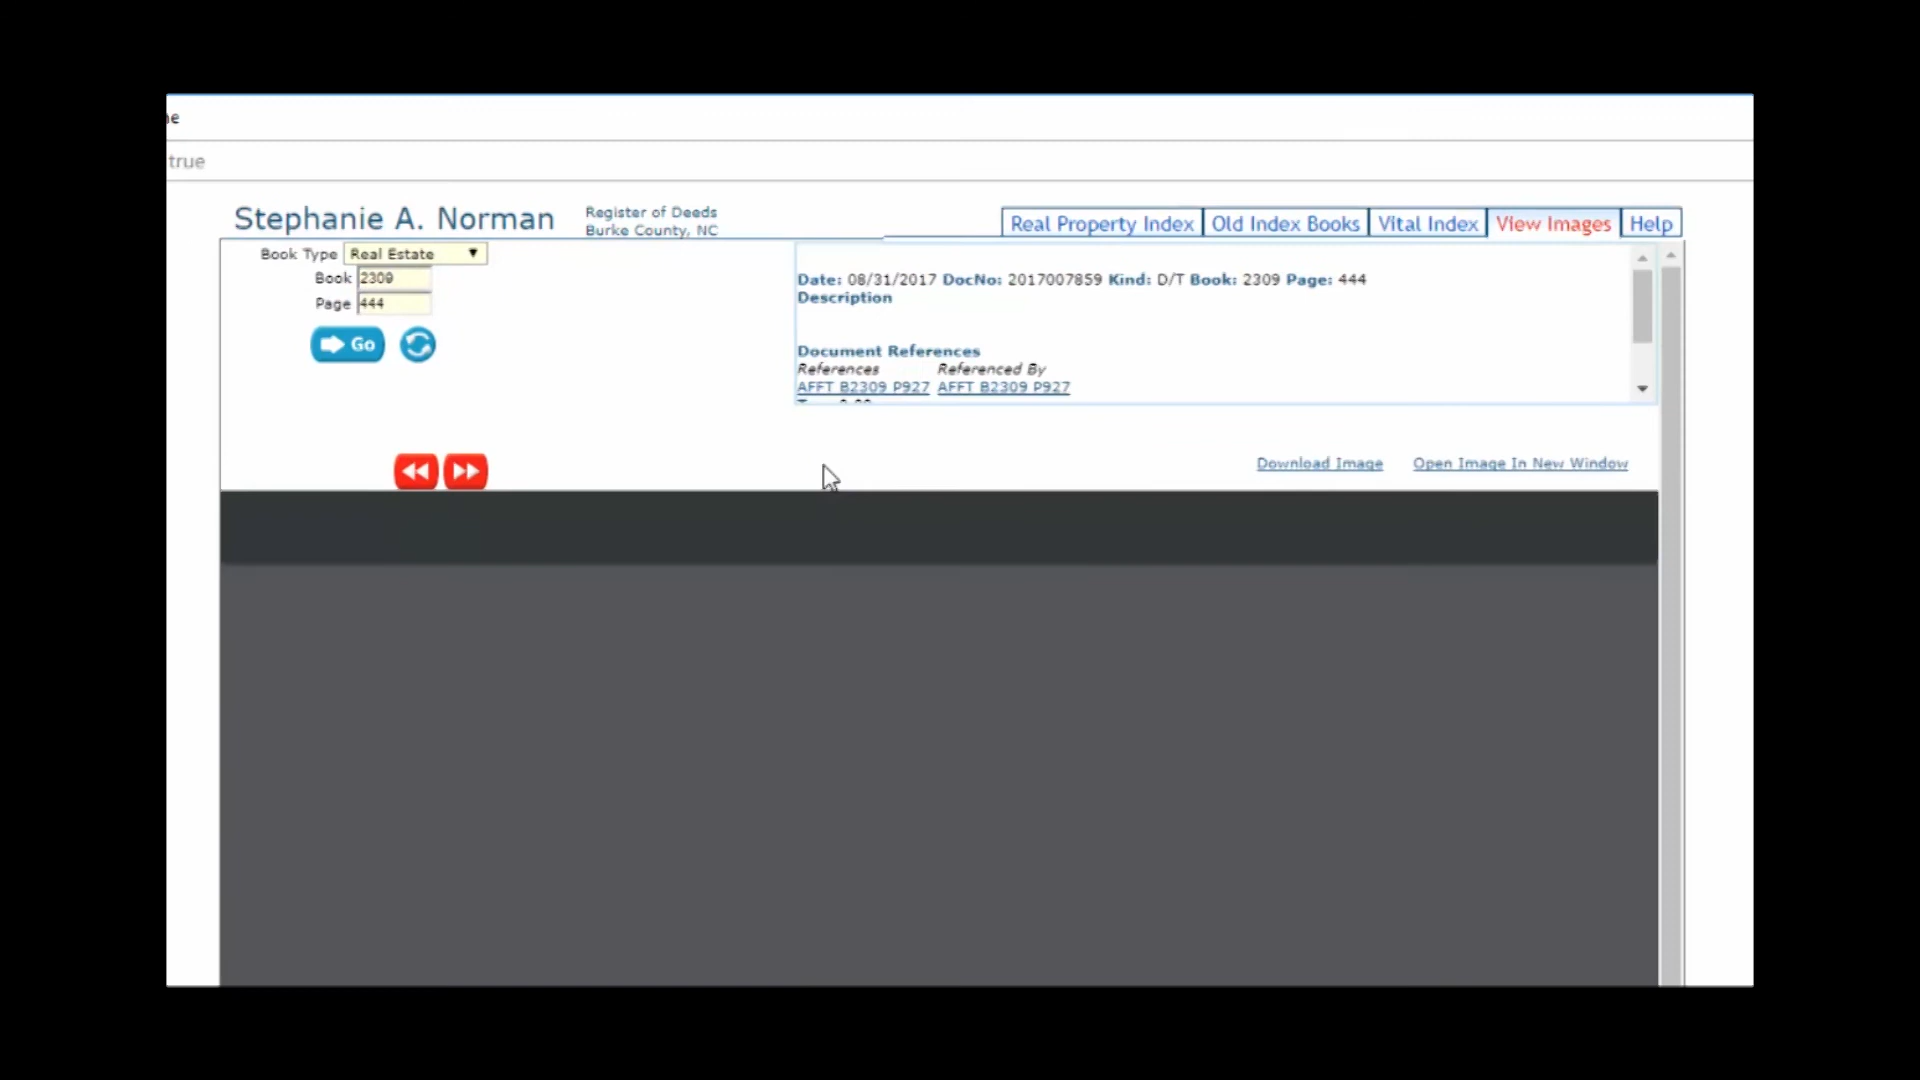 true
Stephanie A. Norman
Register of Deeds
Burke County, NC
Real Property Index
Old Index Books
Vital Index
View Images
Help
Book Type Real Estate
Book 2309
Page 444
Go
Date: 08/31/2017 DocNo: 2017007859 Kind: D/T Book: 2309 Page: 444
Description
Document References
References Referenced By
AFFT B2309 P927 AFFT B2309 P927
Download Image
Open Image In New Window